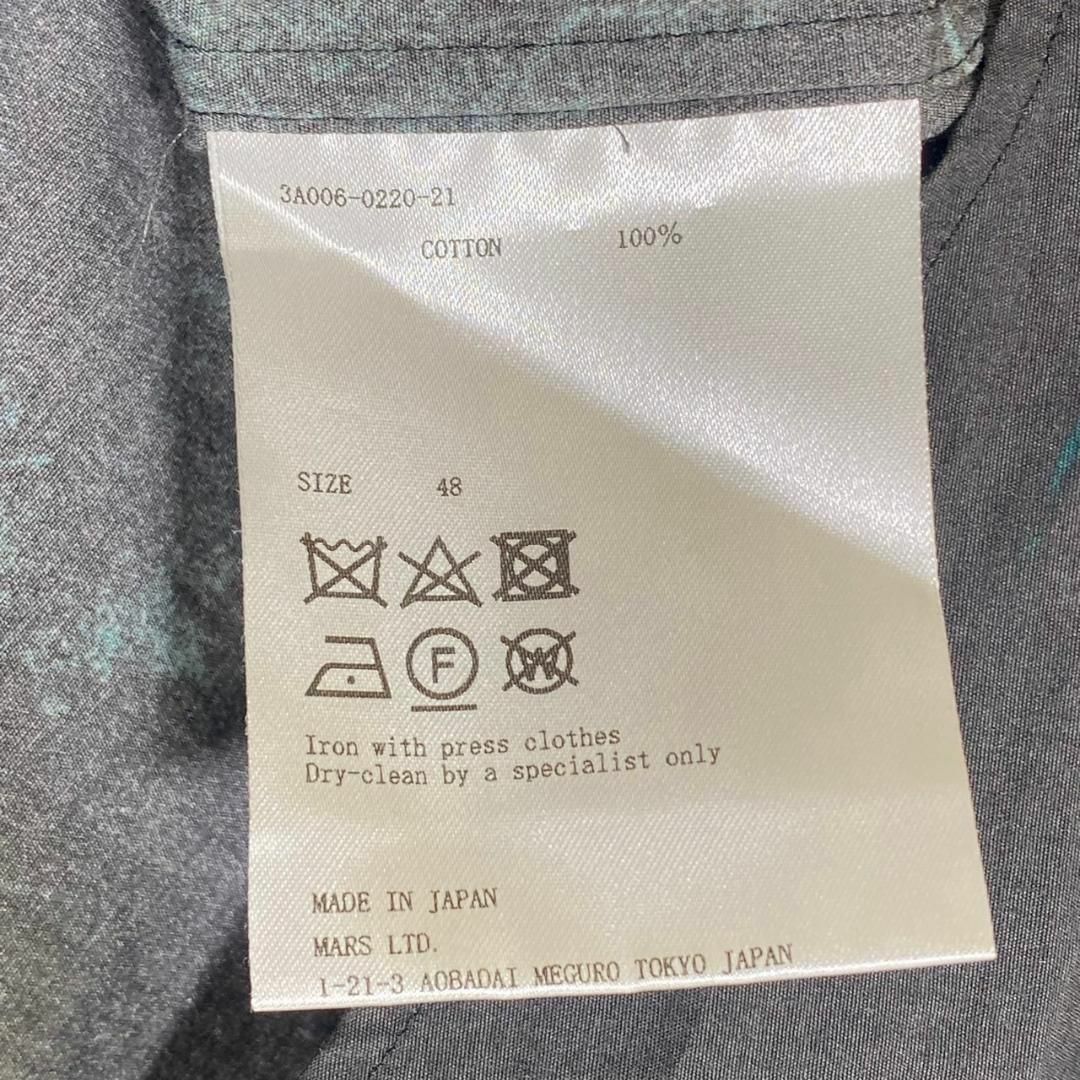 3A006-0220-21
COTTON 100%
SIZE 48
F W
Iron with press clothes
Dry-clean by a specialist only
MADE IN JAPAN
MARS LTD.
1-21-3 AOBADAI MEGURO TOKYO JAPAN